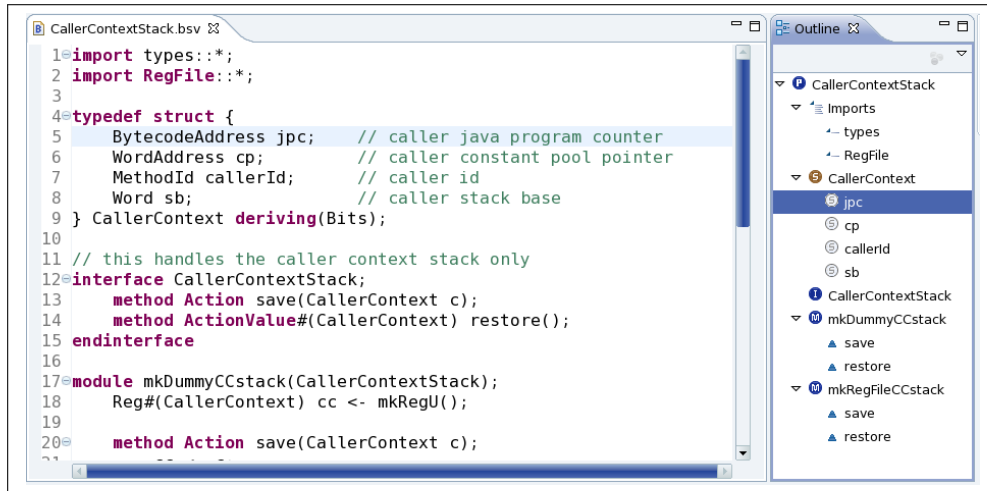 CallerContextStack.bsv
1 import types::*;
2 import RegFile::*;
3
4 typedef struct {
5     BytecodeAddress jpc;    // caller java program counter
6     WordAddress cp;         // caller constant pool pointer
7     MethodId callerId;      // caller id
8     Word sb;                // caller stack base
9 } CallerContext deriving(Bits);
10
11 // this handles the caller context stack only
12 interface CallerContextStack;
13     method Action save(CallerContext c);
14     method ActionValue#(CallerContext) restore();
15 endinterface
16
17 module mkDummyCCstack(CallerContextStack);
18     Reg#(CallerContext) cc <- mkRegU();
19
20     method Action save(CallerContext c);
Outline
CallerContextStack
Imports
types
RegFile
CallerContext
jpc
cp
callerId
sb
CallerContextStack
mkDummyCCstack
save
restore
mkRegFileCCstack
save
restore